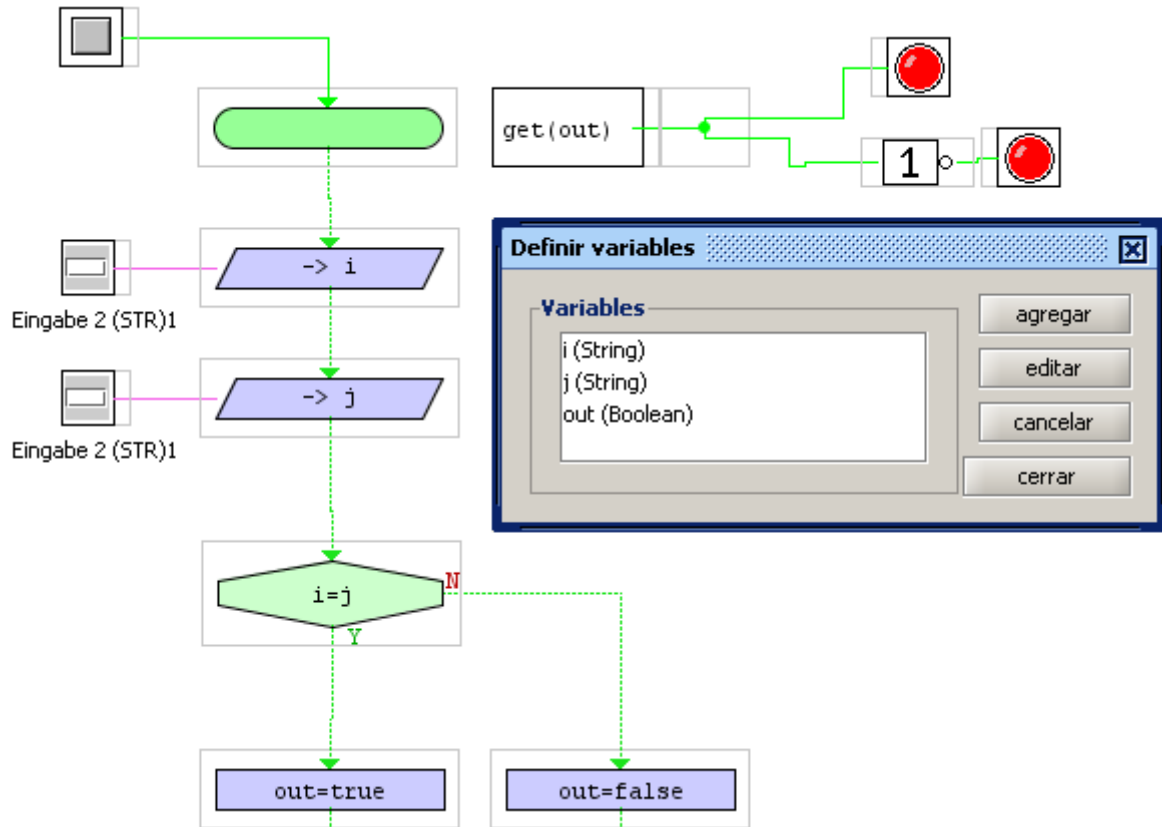 get(out)
1
-> i
Eingabe 2 (STR)1
-> j
Eingabe 2 (STR)1
Definir variables
Variables
i (String)
j (String)
out (Boolean)
agregar
editar
cancelar
cerrar
i=j
N
Y
out=true
out=false